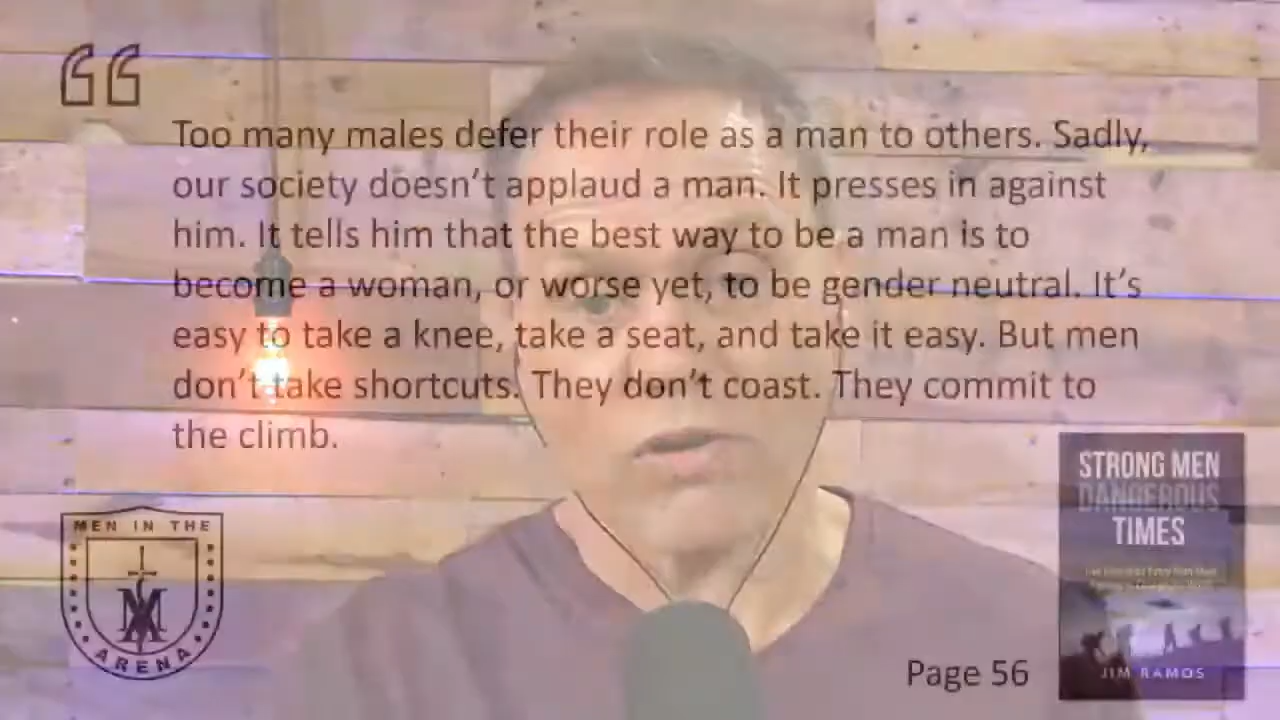 Too many males defer their role as a man to others. Sadly,
our society doesn't applaud a man. It presses in against
him. It tells him that the best way to be a man is to
become a woman, or worse yet, to be gender neutral. It's
easy to take a knee, take a seat, and take it easy. But men
don't take shortcuts. They don't coast. They commit to
the climb.
STRONG MEN
DANGEROUS
TIMES
JIM RAMOS
MEN IN THE
ARENA
Page 56